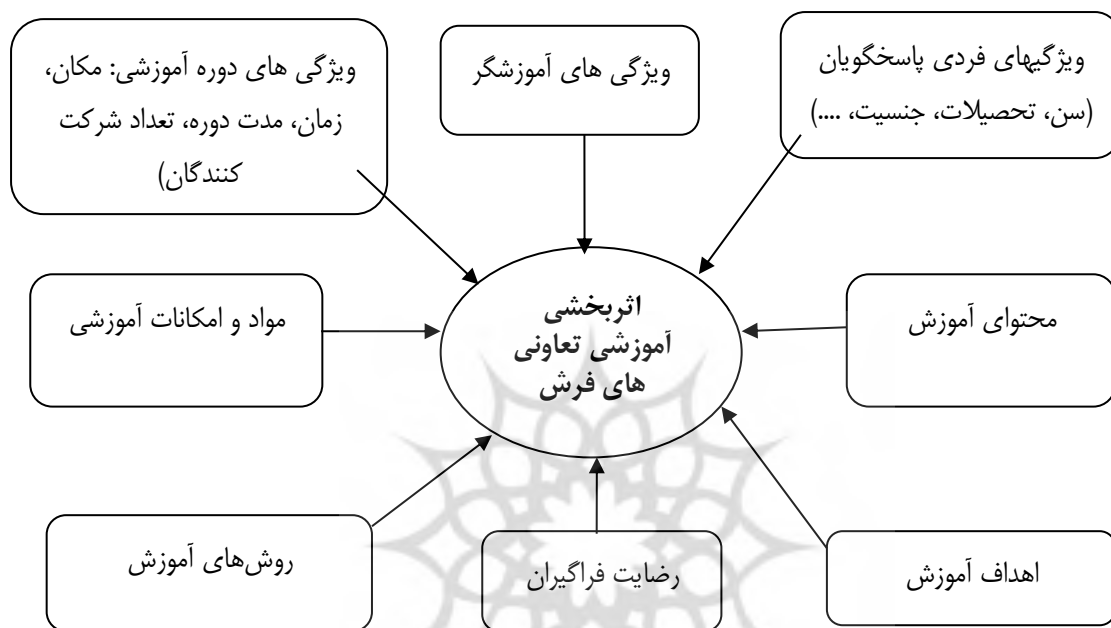 ویژگیهای فردی پاسخگویان
(سن، تحصیلات، جنسیت، ....)
ویژگی های آموزشگر
ویژگی های دوره آموزشی: مکان،
زمان، مدت دوره، تعداد شرکت
کنندگان)
محتوای آموزش
اثربخشی
آموزشی تعاونی
های فرش
مواد و امکانات آموزشی
اهداف آموزش
رضایت فراگیران
روش‌های آموزش